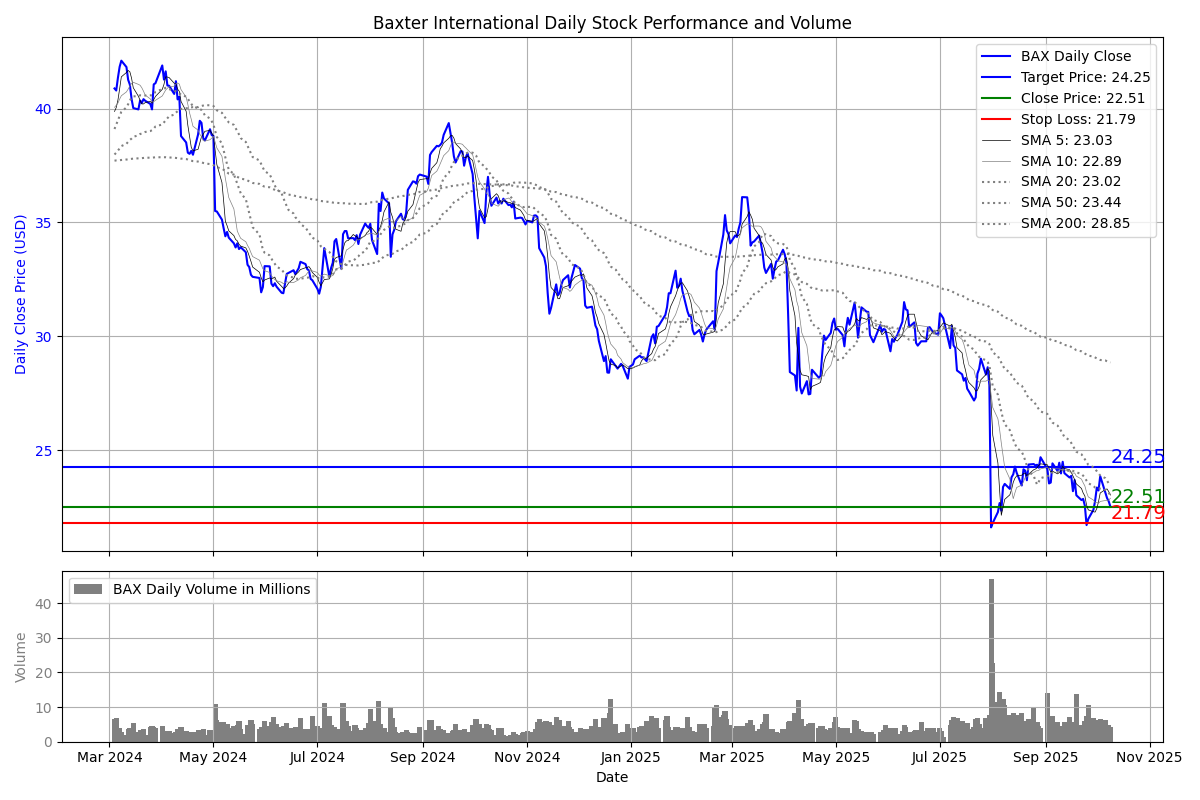 Baxter International Daily Stock Performance and Volume
Daily Close Price (USD)
40
35
30
25
BAX Daily Close
Target Price: 24.25
Close Price: 22.51
Stop Loss: 21.79
SMA 5: 23.03
SMA 10: 22.89
SMA 20: 23.02
SMA 50: 23.44
SMA 200: 28.85
24.25
22.51
21.79
BAX Daily Volume in Millions
Volume
40
30
20
10
0
Mar 2024 May 2024 Jul 2024 Sep 2024 Nov 2024 Jan 2025 Mar 2025 May 2025 Jul 2025 Sep 2025 Nov 2025
Date